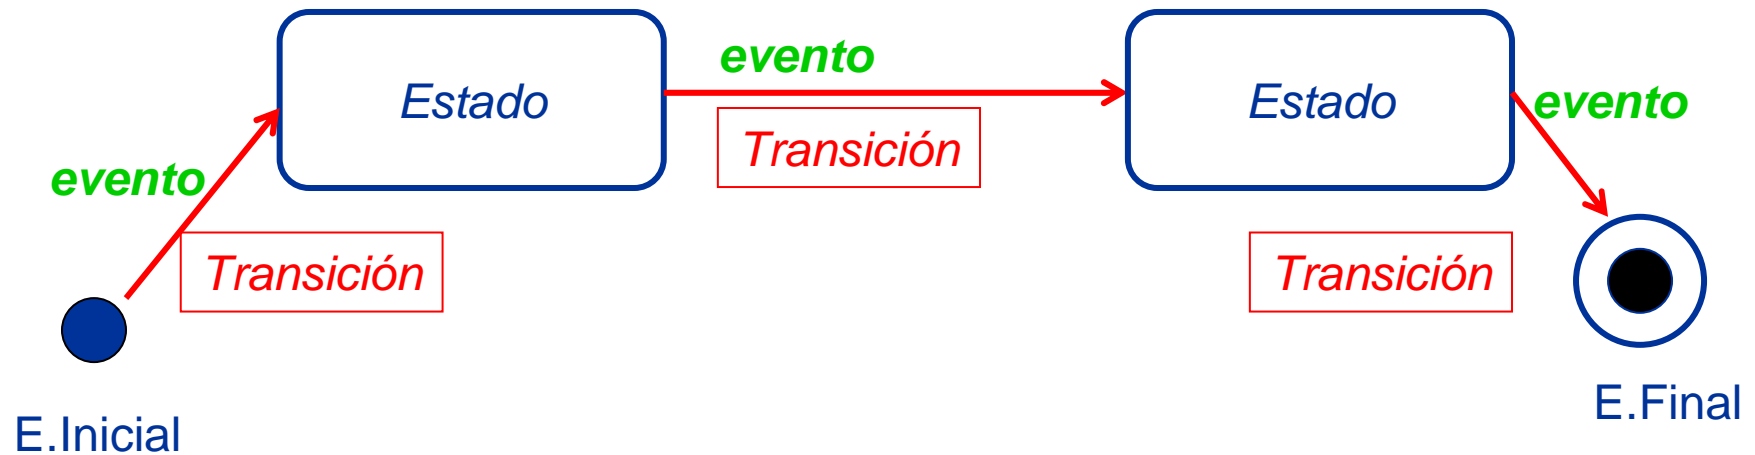 evento
Transición
E.Inicial
Estado
evento
Transición
Estado
evento
Transición
E.Final